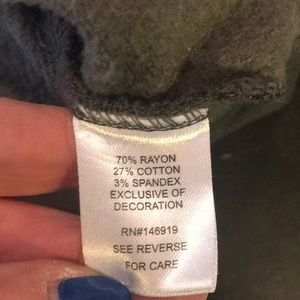 70% RAYON
27% COTTON
3% SPANDEX
EXCLUSIVE OF
DECORATION
RN#146919
SEE REVERSE
FOR CARE